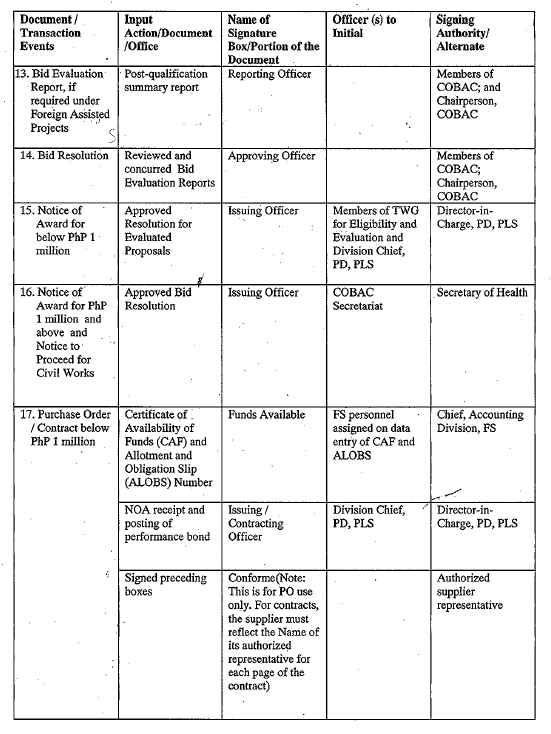 Document /
Transaction
Events
Input
Action/Document
/Office
Name of
Signature
Box/Portion of the
Document
Officer (s) to
Initial
Signing
Authority/
Alternate
13. Bid Evaluation
Report, if
required under
Foreign Assisted
Projects
Post-qualification
summary report
Reporting Officer
Members of
COBAC; and
Chairperson,
COBAC
14. Bid Resolution
Reviewed and
concurred Bid
Evaluation Reports
Approving Officer
Members of
COBAC;
Chairperson,
COBAC
15. Notice of
Award for
below PhP 1
million
Approved
Resolution for
Evaluated
Proposals
Issuing Officer
Members of TWG
for Eligibility and
Evaluation and
Division Chief,
PD, PLS
Director-in-
Charge, PD, PLS
16. Notice of
Award for PhP
1 million and
above and
Notice to
Proceed for
Civil Works
Approved Bid
Resolution
Issuing Officer
COBAC
Secretariat
Secretary of Health
17. Purchase Order
/ Contract below
PhP 1 million
Certificate of
Availability of
Funds (CAF) and
Allotment and
Obligation Slip
(ALOBS) Number
Funds Available
FS personnel
assigned on data
entry of CAF and
ALOBS
Chief, Accounting
Division, FS
NOA receipt and
posting of
performance bond
Issuing /
Contracting
Officer
Division Chief,
PD, PLS
Director-in-
Charge, PD, PLS
Signed preceding
boxes
Conforme(Note:
This is for PO use
only. For contracts,
the supplier must
reflect the Name of
its authorized
representative for
each page of the
contract)
Authorized
supplier
representative